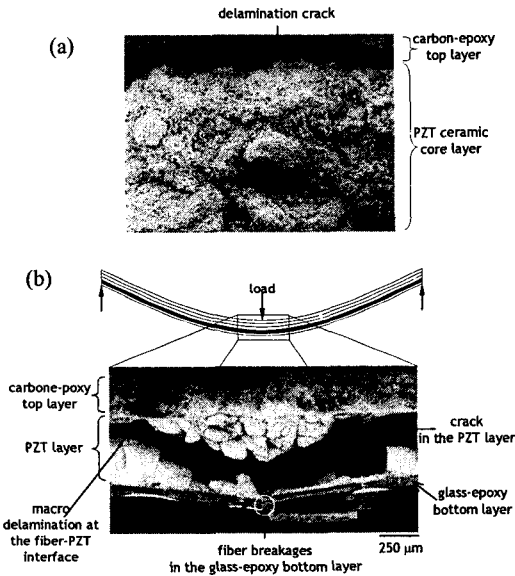 delamination crack
(a)
carbon-epoxy
top layer
PZT ceramic
core layer
(b)
load
carbone-poxy
top layer
PZT layer
crack
in the PZT layer
macro
delamination at
the fiber-PZT
interface
glass-epoxy
bottom layer
fiber breakages
in the glass-epoxy bottom layer
250 µm